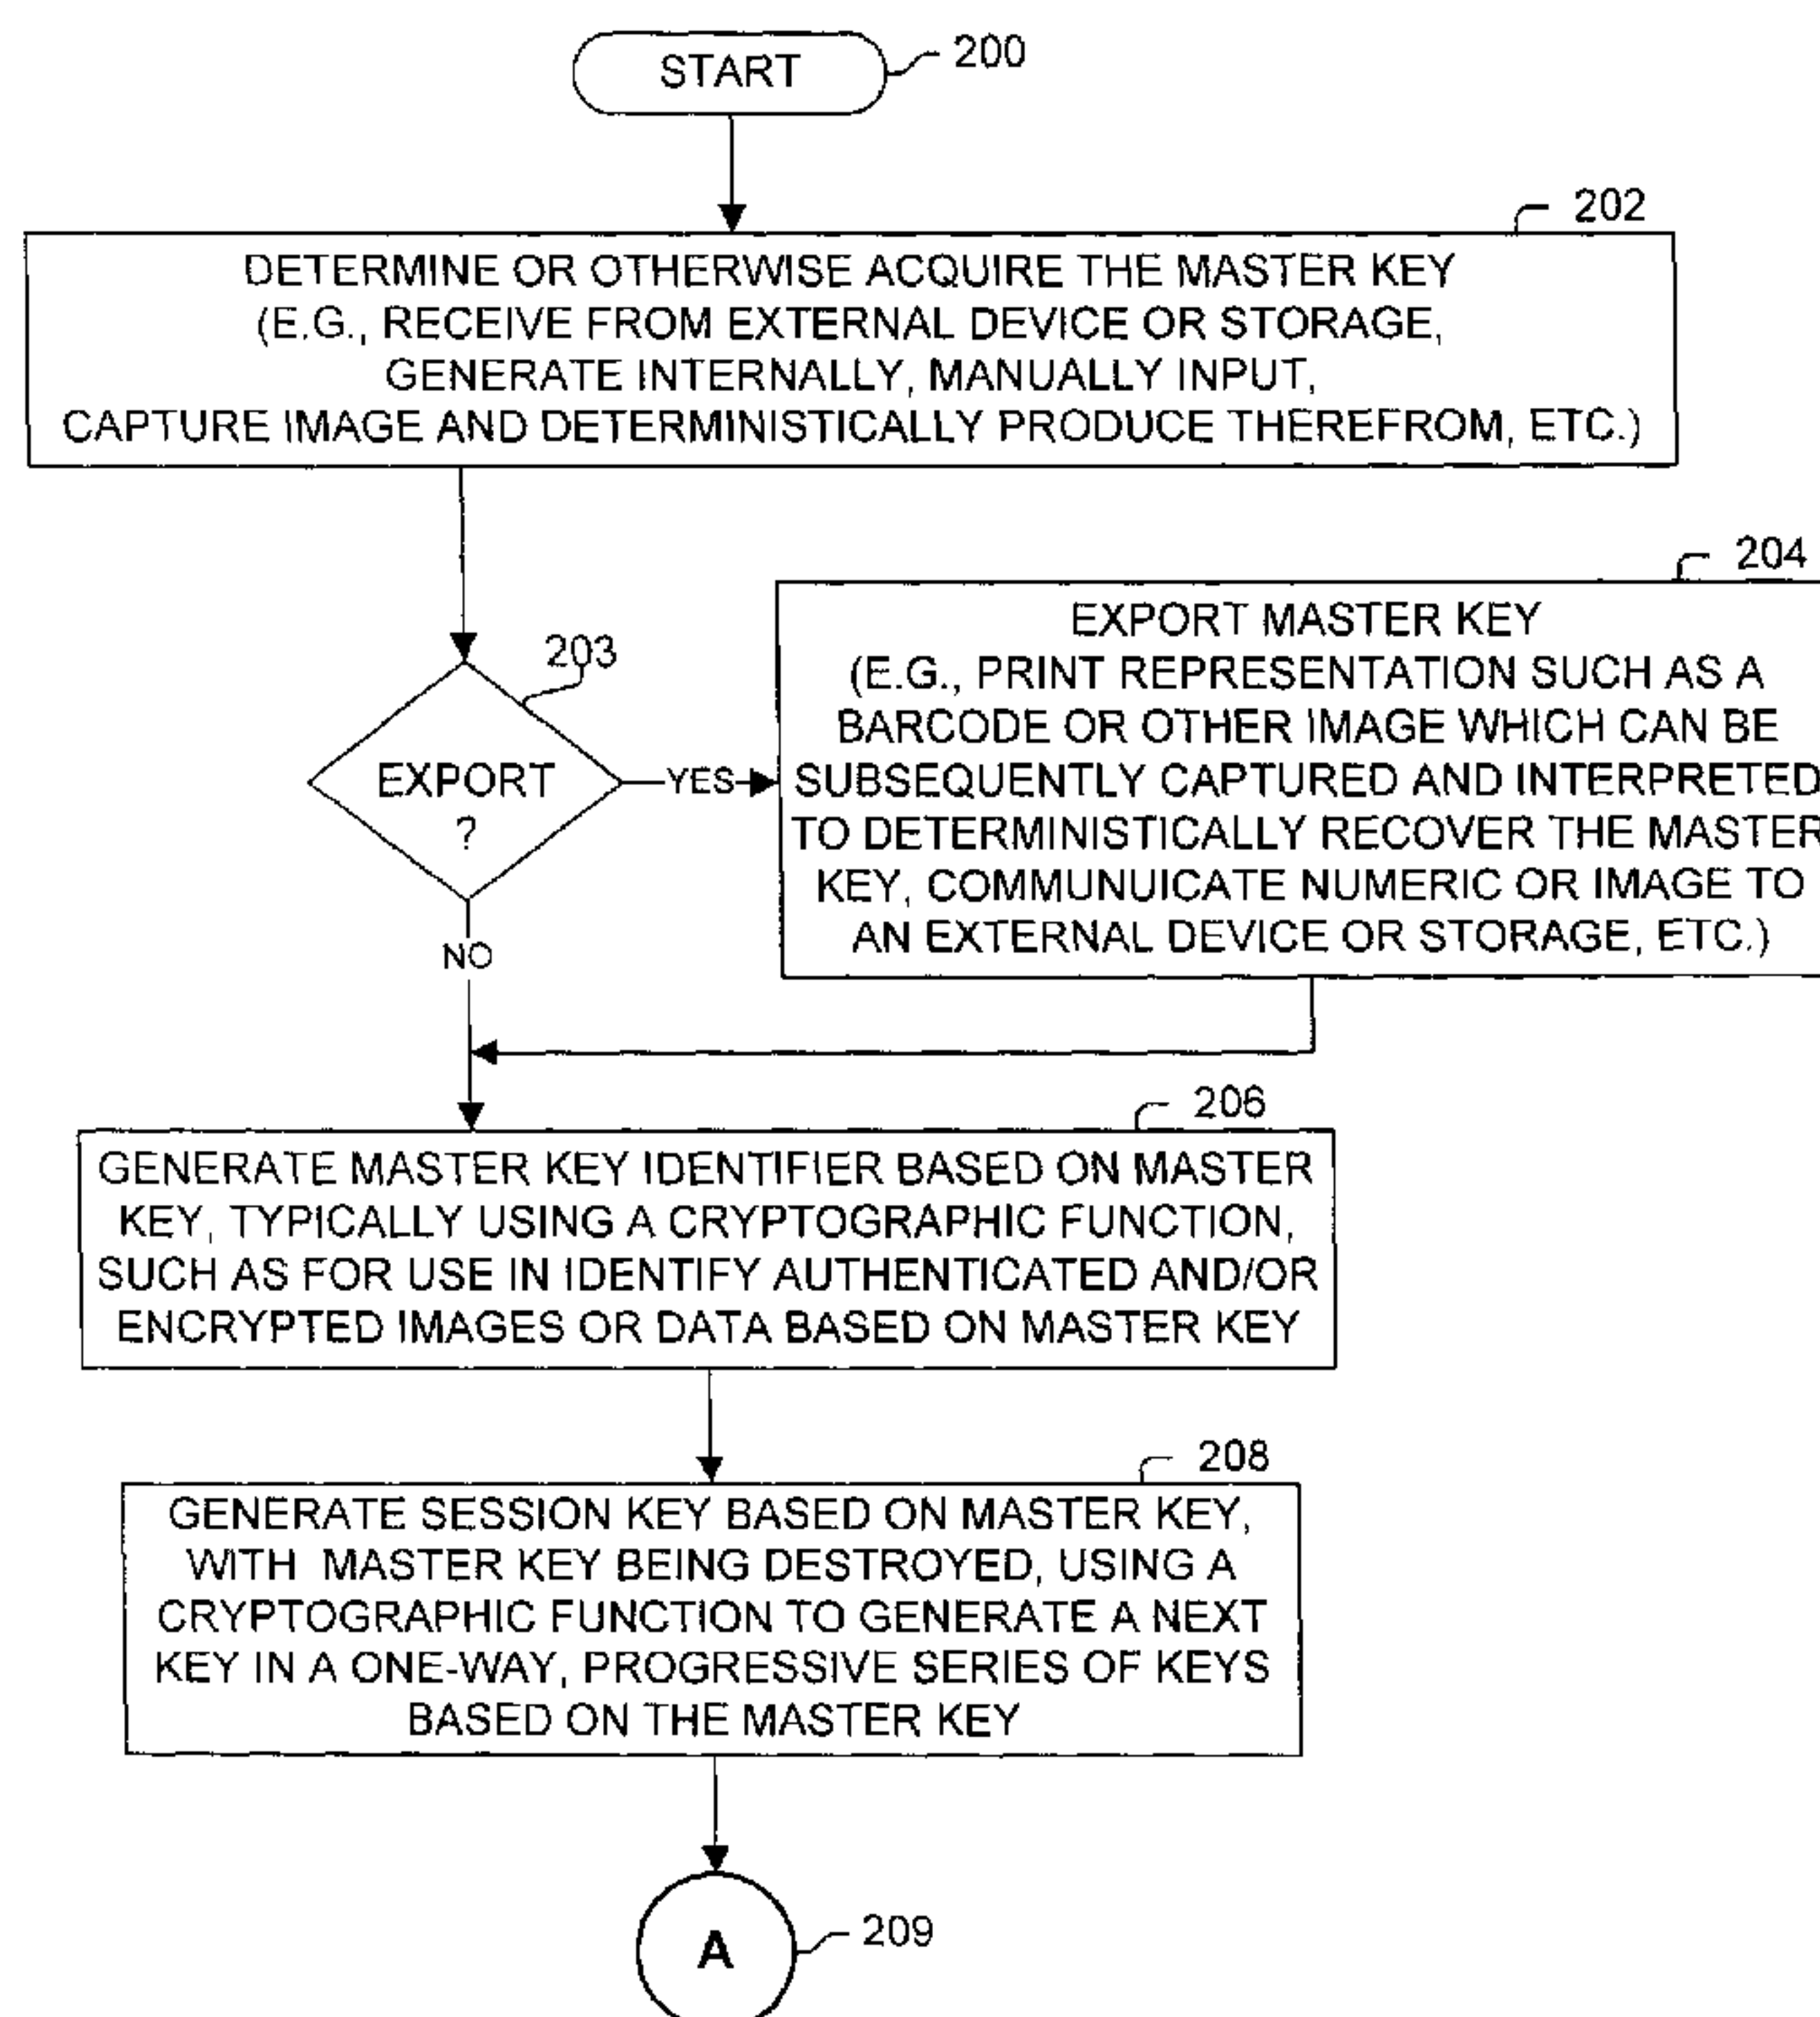 START
200
202
DETERMINE OR OTHERWISE ACQUIRE THE MASTER KEY
(E.G., RECEIVE FROM EXTERNAL DEVICE OR STORAGE,
GENERATE INTERNALLY, MANUALLY INPUT,
CAPTURE IMAGE AND DETERMINISTICALLY PRODUCE THEREFROM, ETC.)
203
EXPORT
?
YES
NO
204
EXPORT MASTER KEY
(E.G., PRINT REPRESENTATION SUCH AS A
BARCODE OR OTHER IMAGE WHICH CAN BE
SUBSEQUENTLY CAPTURED AND INTERPRETED
TO DETERMINISTICALLY RECOVER THE MASTER
KEY, COMMUNUICATE NUMERIC OR IMAGE TO
AN EXTERNAL DEVICE OR STORAGE, ETC.)
206
GENERATE MASTER KEY IDENTIFIER BASED ON MASTER
KEY, TYPICALLY USING A CRYPTOGRAPHIC FUNCTION,
SUCH AS FOR USE IN IDENTIFY AUTHENTICATED AND/OR
ENCRYPTED IMAGES OR DATA BASED ON MASTER KEY
208
GENERATE SESSION KEY BASED ON MASTER KEY,
WITH MASTER KEY BEING DESTROYED, USING A
CRYPTOGRAPHIC FUNCTION TO GENERATE A NEXT
KEY IN A ONE-WAY, PROGRESSIVE SERIES OF KEYS
BASED ON THE MASTER KEY
A
209